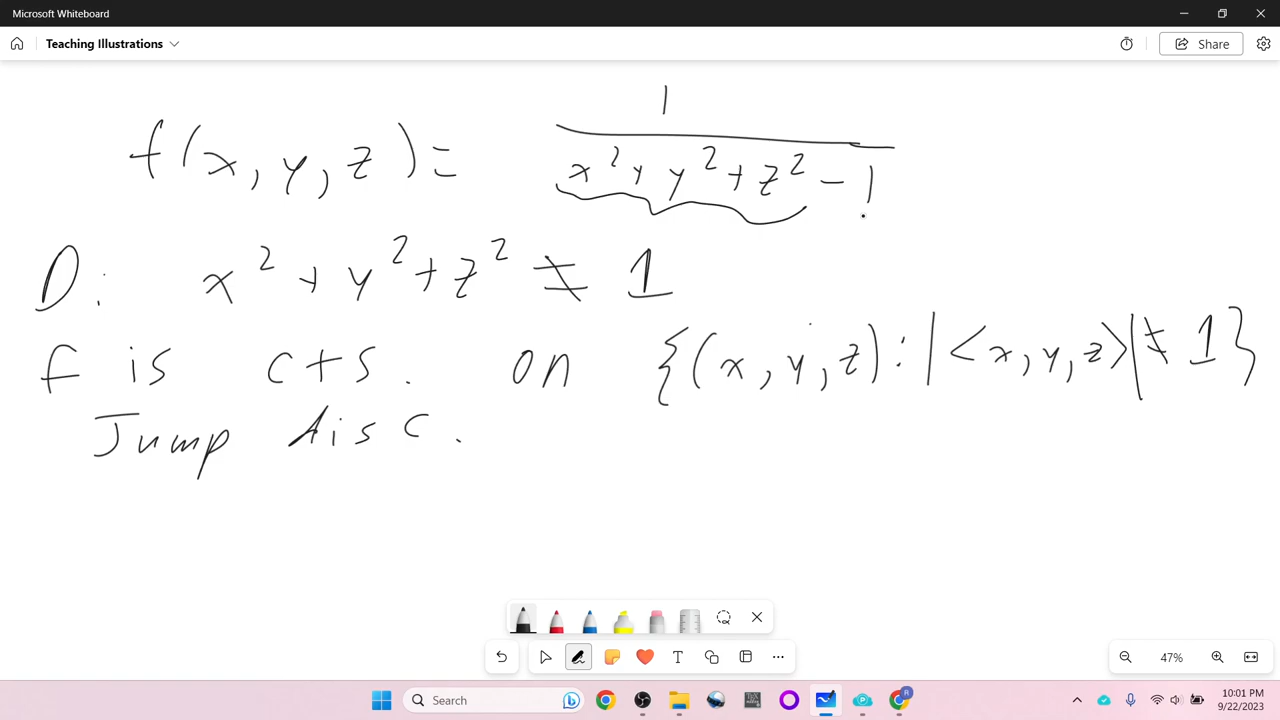 Microsoft Whiteboard
Teaching Illustrations
Share
f(x, y, z) = 1 / (x² + y² + z² - 1)
D: x² + y² + z² ≠ 1
f is cts. on {(x, y, z) : |<x, y, z>| ≠ 1}
Jump disc.
47%
Search
10:01 PM
9/22/2023